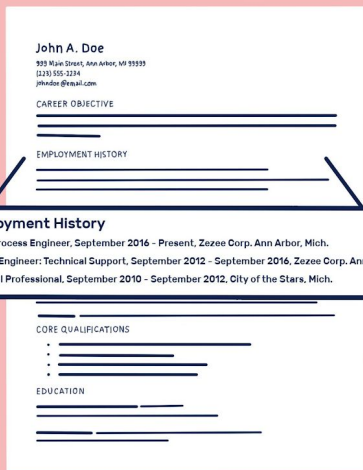 John A. Doe
999 Main Street, Ann Arbor, MI 99999
(123) 555-1234
johndoe@email.com
CAREER OBJECTIVE
EMPLOYMENT HISTORY
oyment History
rocess Engineer, September 2016 - Present, Zezee Corp. Ann Arbor, Mich.
Engineer: Technical Support, September 2012 - September 2016, Zezee Corp. Ann
l Professional, September 2010 - September 2012, City of the Stars, Mich.
CORE QUALIFICATIONS
EDUCATION